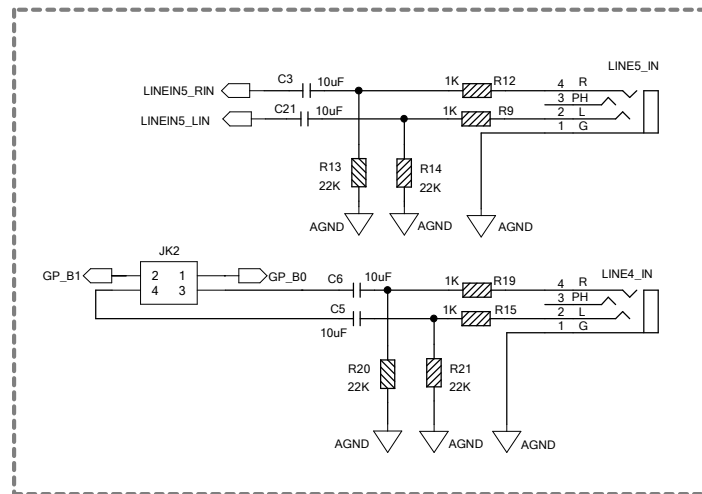 LINE5_IN
C3
LINEIN5_RIN
10uF
1K
R12
4 R
3 PH
C21
LINEIN5_LIN
10uF
1K
R9
2 L
1 G
R13
22K
R14
22K
AGND
AGND
AGND
JK2
GP_B1
2 1
4 3
GP_B0
C6
10uF
1K
R19
LINE4_IN
4 R
3 PH
C5
10uF
1K
R15
2 L
1 G
R20
22K
R21
22K
AGND
AGND
AGND